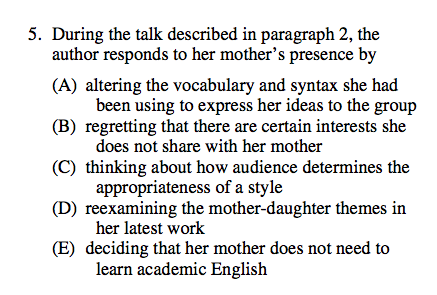 5. During the talk described in paragraph 2, the
author responds to her mother's presence by
(A) altering the vocabulary and syntax she had
been using to express her ideas to the group
(B) regretting that there are certain interests she
does not share with her mother
(C) thinking about how audience determines the
appropriateness of a style
(D) reexamining the mother-daughter themes in
her latest work
(E) deciding that her mother does not need to
learn academic English